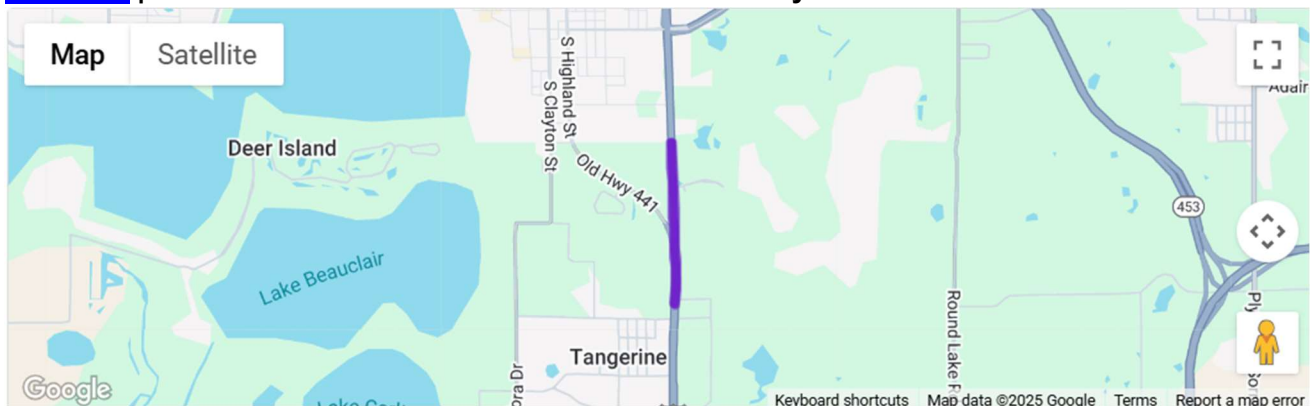 Map
Satellite
S Highland St
S Clayton St
Adair
Deer Island
Old Hwy 441
453
Lake Beauclair
Round Lake R
Tangerine
Google
Keyboard shortcuts
Map data ©2025 Google
Terms
Report a map error